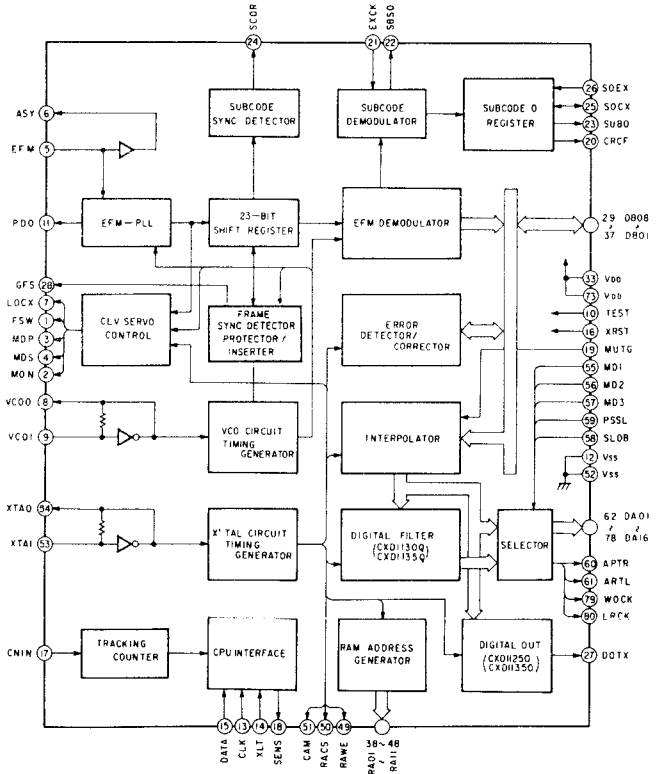 SCOR
EXCK
SBSO
24
21
22
6
ASY
5
EFM
SUBCODE
SYNC DETECTOR
SUBCODE
DEMODULATOR
SUBCODE Q
REGISTER
26 SOEX
25 SOCX
23 SUBO
20 CRCF
PDO 11
EFM-PLL
23-BIT
SHIFT REGISTER
EFM DEMODULATOR
29 DB08
37 DB01
GFS 28
LOCX 7
FSW 1
MDP 3
MDS 4
MON 2
CLV SERVO
CONTROL
FRAME
SYNC DETECTOR
PROTECTOR/
INSERTER
ERROR
DETECTOR/
CORRECTOR
33 VDD
73 VDD
10 TEST
16 XRST
19 MUTG
55 MD1
56 MD2
57 MD3
59 PSSL
58 SLOB
12 Vss
52 Vss
VCOO 8
VCOI 9
VCO CIRCUIT
TIMING
GENERATOR
INTERPOLATOR
XTAO 54
XTAI 53
X'TAL CIRCUIT
TIMING
GENERATOR
DIGITAL FILTER
(CXD1130Q
CXD1135Q)
SELECTOR
62 DA01
~ ~
78 DA16
60 APTR
61 ARTL
79 WOCK
80 LRCK
CNIN 17
TRACKING
COUNTER
CPU INTERFACE
RAM ADDRESS
GENERATOR
DIGITAL OUT
(CXD1125Q
CXD1135Q)
27 DOTX
15 13 14 18 51 50 49
38~48
DATA
CLK
XLT
SENS
CAM
RACS
RAWE
RA01
~
RA11